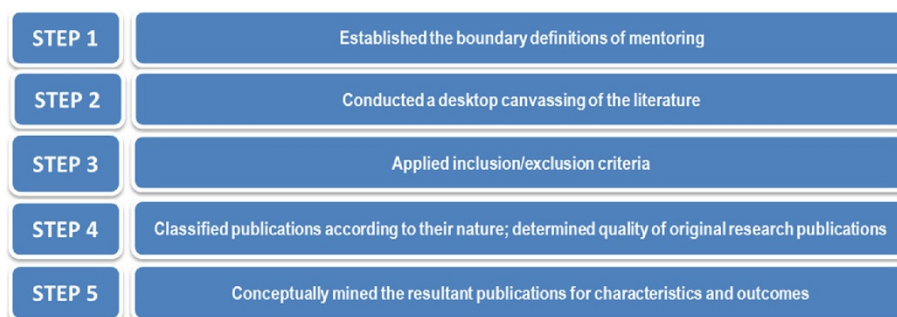 STEP 1 Established the boundary definitions of mentoring
STEP 2 Conducted a desktop canvassing of the literature
STEP 3 Applied inclusion/exclusion criteria
STEP 4 Classified publications according to their nature; determined quality of original research publications
STEP 5 Conceptually mined the resultant publications for characteristics and outcomes